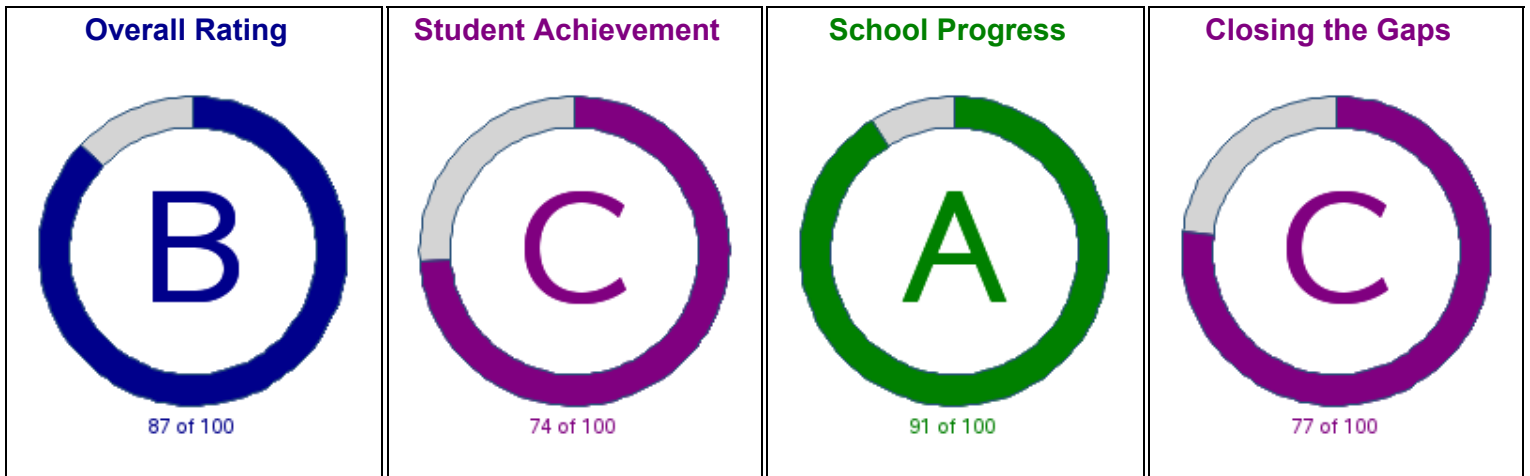 Overall Rating
B
87 of 100
Student Achievement
C
74 of 100
School Progress
A
91 of 100
Closing the Gaps
C
77 of 100